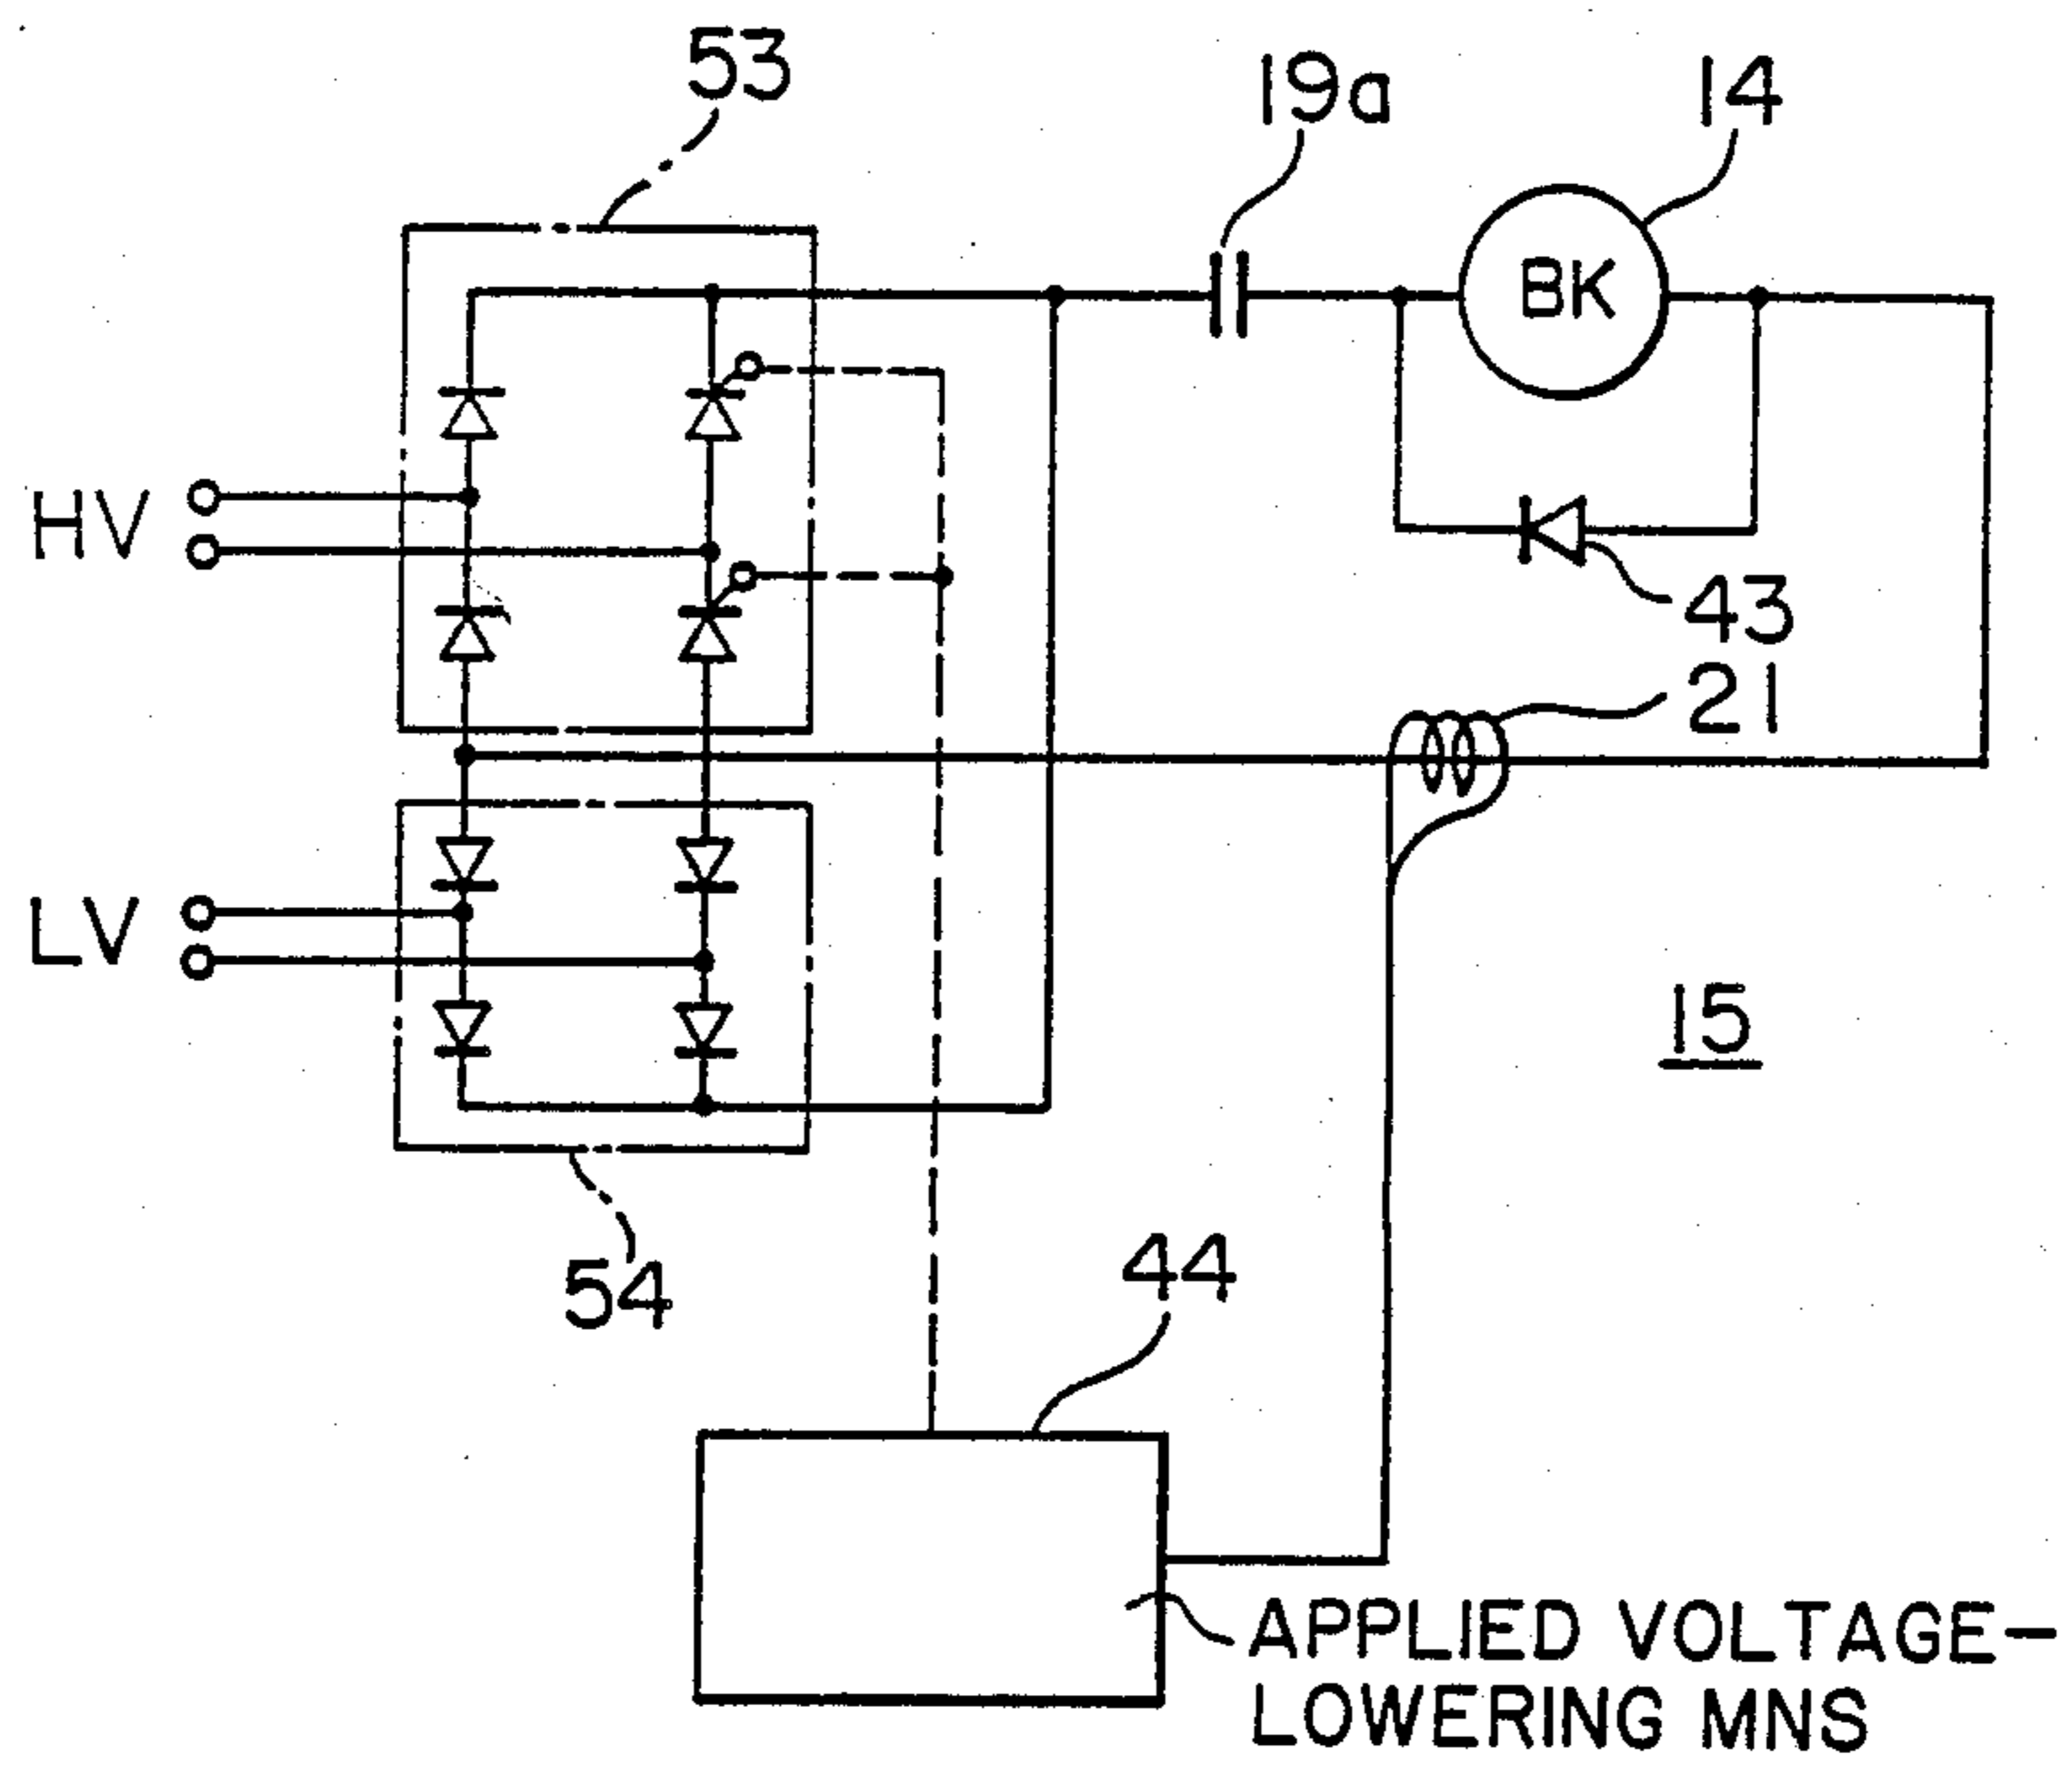 53
19a
14
BK
HV
43
21
LV
15
54
44
APPLIED VOLTAGE-
LOWERING MNS